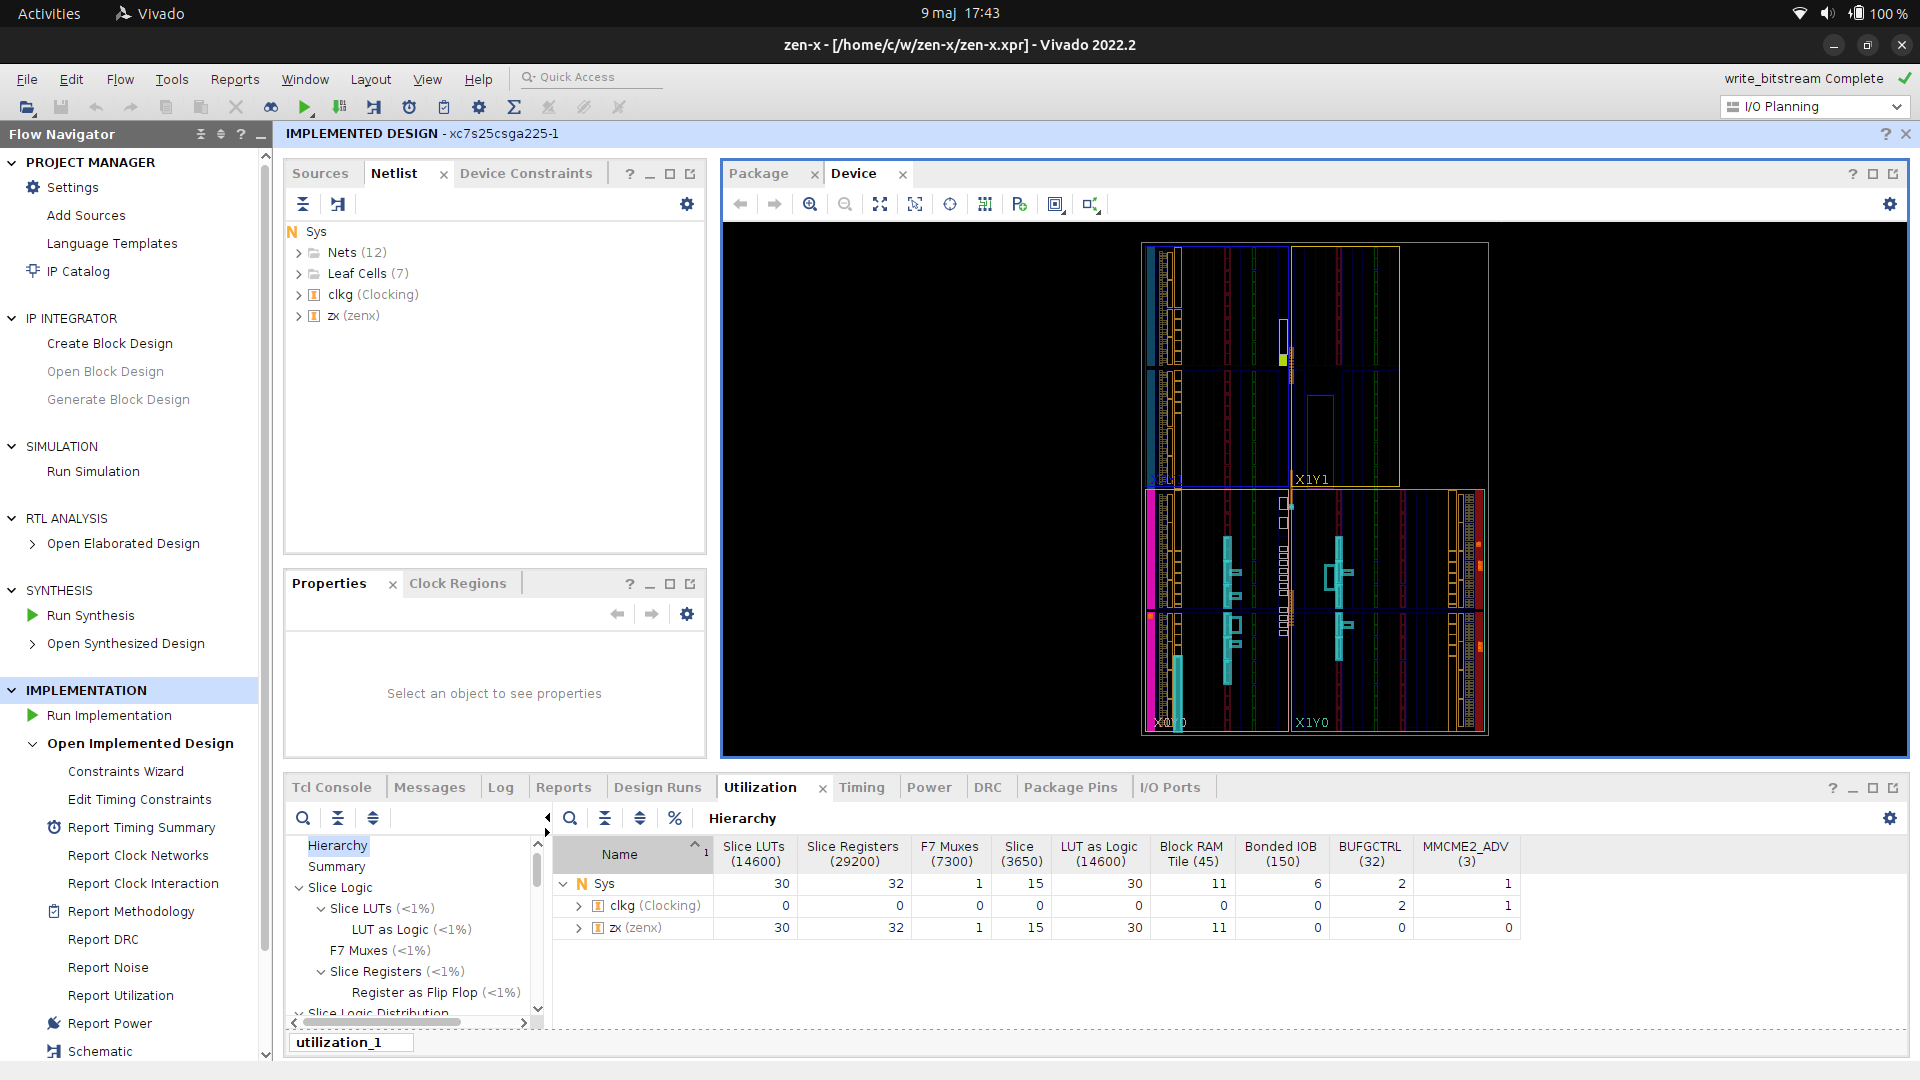 Activities Vivado 9 maj 17:43 100 %
zen-x - [/home/c/w/zen-x/zen-x.xpr] - Vivado 2022.2
File Edit Flow Tools Reports Window Layout View Help Quick Access write_bitstream Complete
I/O Planning
Flow Navigator
IMPLEMENTED DESIGN - xc7s25csga225-1
PROJECT MANAGER
Settings
Add Sources
Language Templates
IP Catalog
IP INTEGRATOR
Create Block Design
Open Block Design
Generate Block Design
SIMULATION
Run Simulation
RTL ANALYSIS
Open Elaborated Design
SYNTHESIS
Run Synthesis
Open Synthesized Design
IMPLEMENTATION
Run Implementation
Open Implemented Design
Constraints Wizard
Edit Timing Constraints
Report Timing Summary
Report Clock Networks
Report Clock Interaction
Report Methodology
Report DRC
Report Noise
Report Utilization
Report Power
Schematic
Sources Netlist Device Constraints
N Sys
Nets (12)
Leaf Cells (7)
clkg (Clocking)
zx (zenx)
Properties Clock Regions
Select an object to see properties
Package Device
X1Y1
X0Y0 X1Y0
Tcl Console Messages Log Reports Design Runs Utilization Timing Power DRC Package Pins I/O Ports
Hierarchy
Summary
Slice Logic
Slice LUTs (<1%)
LUT as Logic (<1%)
F7 Muxes (<1%)
Slice Registers (<1%)
Register as Flip Flop (<1%)
Slice Logic Distribution
% Hierarchy
Name 1 Slice LUTs (14600) Slice Registers (29200) F7 Muxes (7300) Slice (3650) LUT as Logic (14600) Block RAM Tile (45) Bonded IOB (150) BUFGCTRL (32) MMCME2_ADV (3)
N Sys 30 32 1 15 30 11 6 2 1
clkg (Clocking) 0 0 0 0 0 0 0 2 1
zx (zenx) 30 32 1 15 30 11 0 0 0
utilization_1